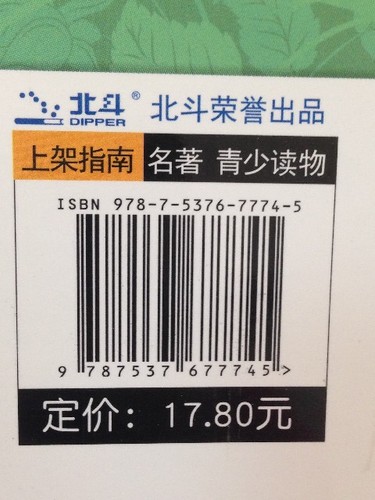 北斗® 北斗荣誉出品
DIPPER
上架指南 名著 青少读物
ISBN 978-7-5376-7774-5
9 787537 677745 >
定价：17.80元